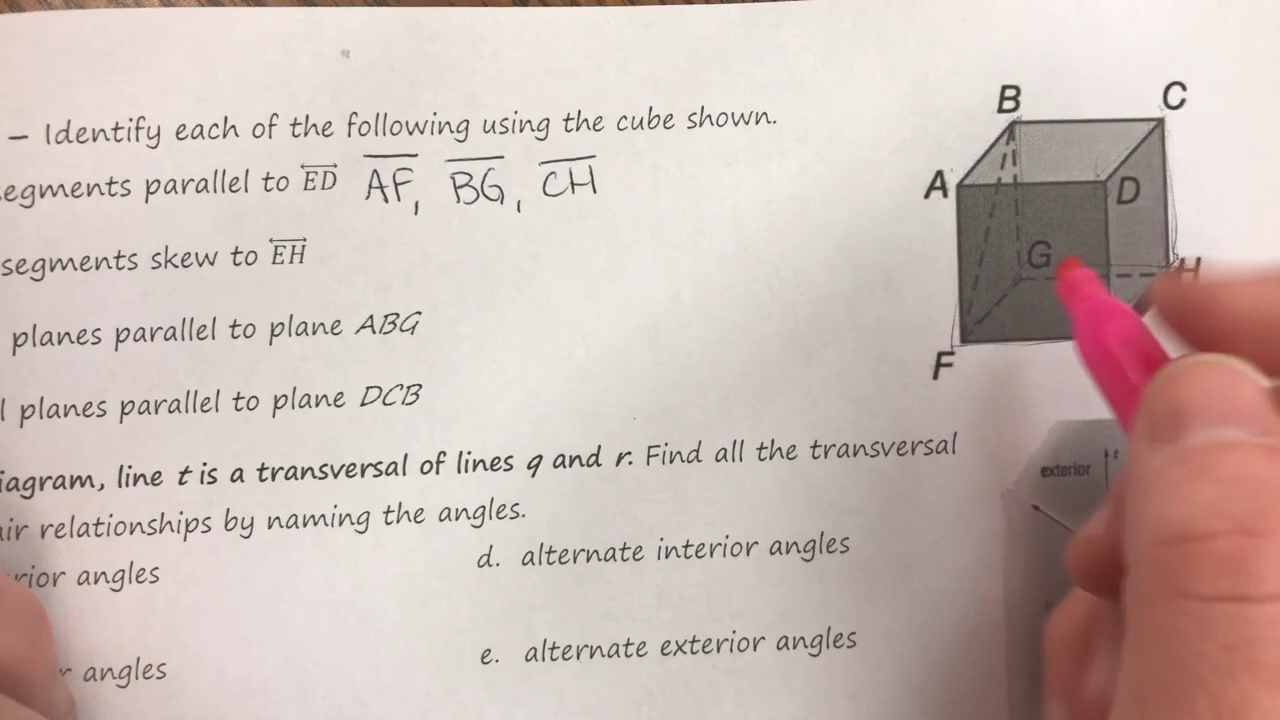 B
C
– Identify each of the following using the cube shown.
egments parallel to ED AF, BG, CH
A
D
segments skew to EH
G
H
planes parallel to plane ABG
F
l planes parallel to plane DCB
iagram, line t is a transversal of lines q and r. Find all the transversal
exterior t
air relationships by naming the angles.
rior angles
d. alternate interior angles
r angles
e. alternate exterior angles